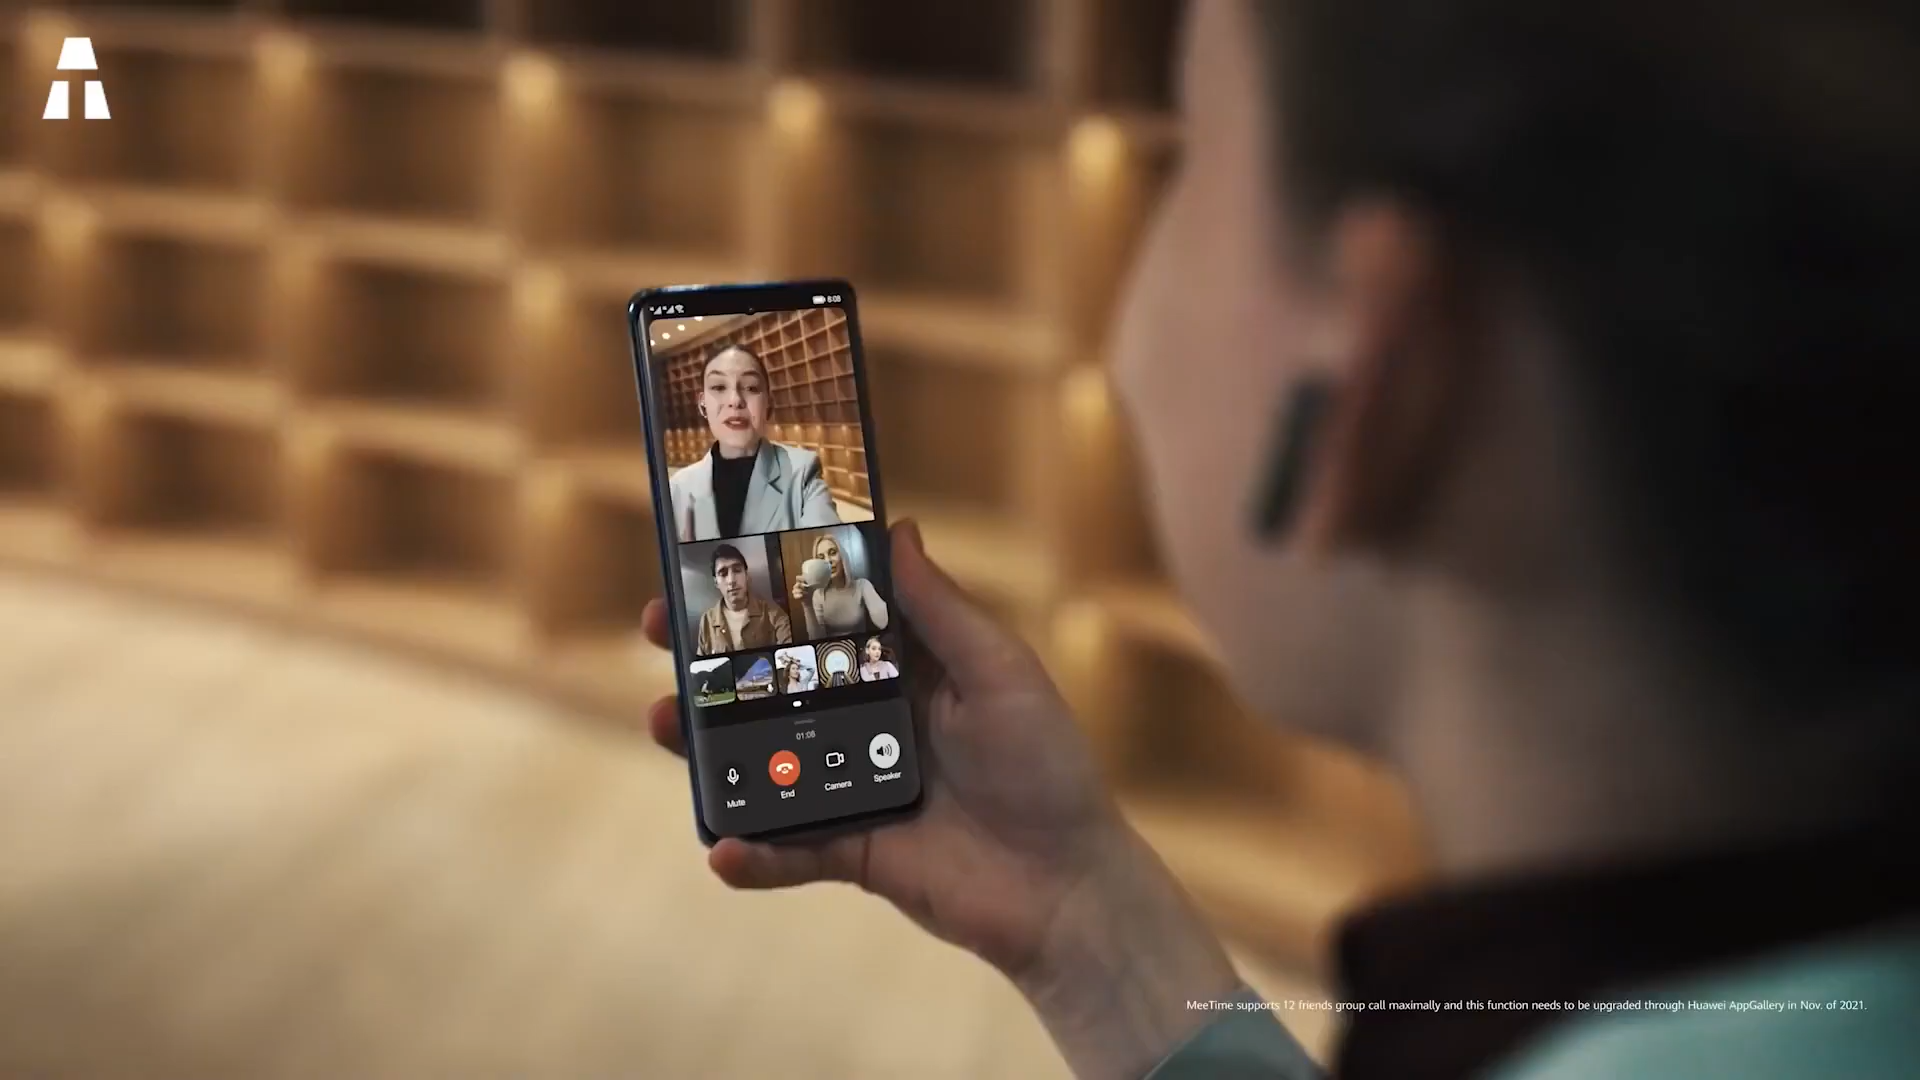 8:08
01:08
Mute
End
Camera
Speaker
MeeTime supports 12 friends group call maximally and this function needs to be upgraded through Huawei AppGallery in Nov. of 2021.